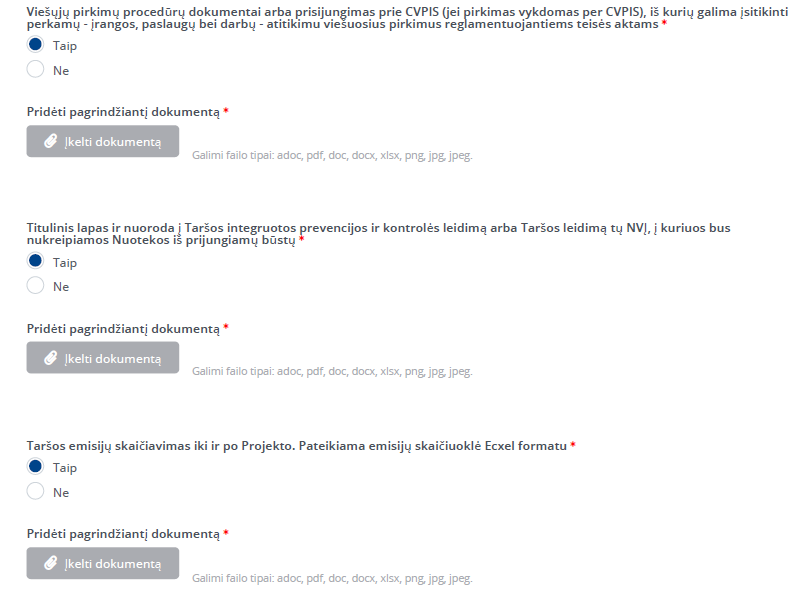 Viešųjų pirkimų procedūrų dokumentai arba prisijungimas prie CVPIS (jei pirkimas vykdomas per CVPIS), iš kurių galima įsitikinti
perkamų - įrangos, paslaugų bei darbų - atitikimu viešuosius pirkimus reglamentuojantiems teisės aktams *
Taip
Ne
Pridėti pagrindžiantį dokumentą *
Įkelti dokumentą
Galimi failo tipai: adoc, pdf, doc, docx, xlsx, png, jpg, jpeg.
Titulinis lapas ir nuoroda į Taršos integruotos prevencijos ir kontrolės leidimą arba Taršos leidimą tų NVĮ, į kuriuos bus
nukreipiamos Nuotekos iš prijungiamų būstų *
Taip
Ne
Pridėti pagrindžiantį dokumentą *
Įkelti dokumentą
Galimi failo tipai: adoc, pdf, doc, docx, xlsx, png, jpg, jpeg.
Taršos emisijų skaičiavimas iki ir po Projekto. Pateikiama emisijų skaičiuoklė Ecxel formatu *
Taip
Ne
Pridėti pagrindžiantį dokumentą *
Įkelti dokumentą
Galimi failo tipai: adoc, pdf, doc, docx, xlsx, png, jpg, jpeg.